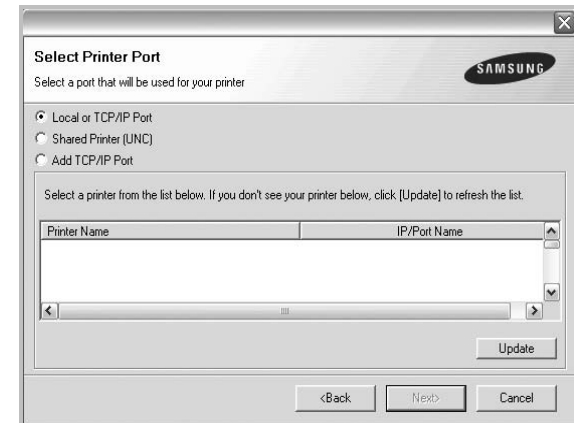 Select Printer Port
Select a port that will be used for your printer
SAMSUNG
Local or TCP/IP Port
Shared Printer (UNC)
Add TCP/IP Port
Select a printer from the list below. If you don't see your printer below, click [Update] to refresh the list.
Printer Name IP/Port Name
Update
<Back Next> Cancel